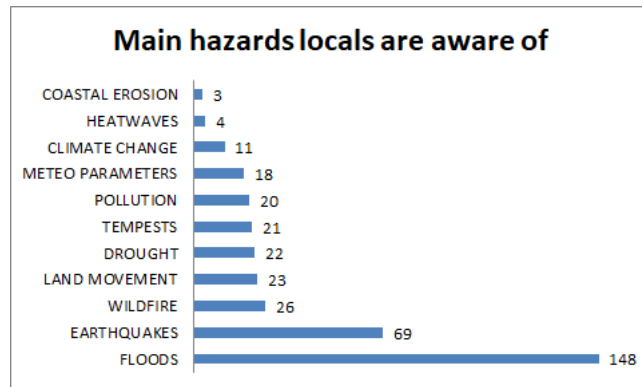 Main hazards locals are aware of
COASTAL EROSION 3
HEATWAVES 4
CLIMATE CHANGE 11
METEO PARAMETERS 18
POLLUTION 20
TEMPESTS 21
DROUGHT 22
LAND MOVEMENT 23
WILDFIRE 26
EARTHQUAKES 69
FLOODS 148